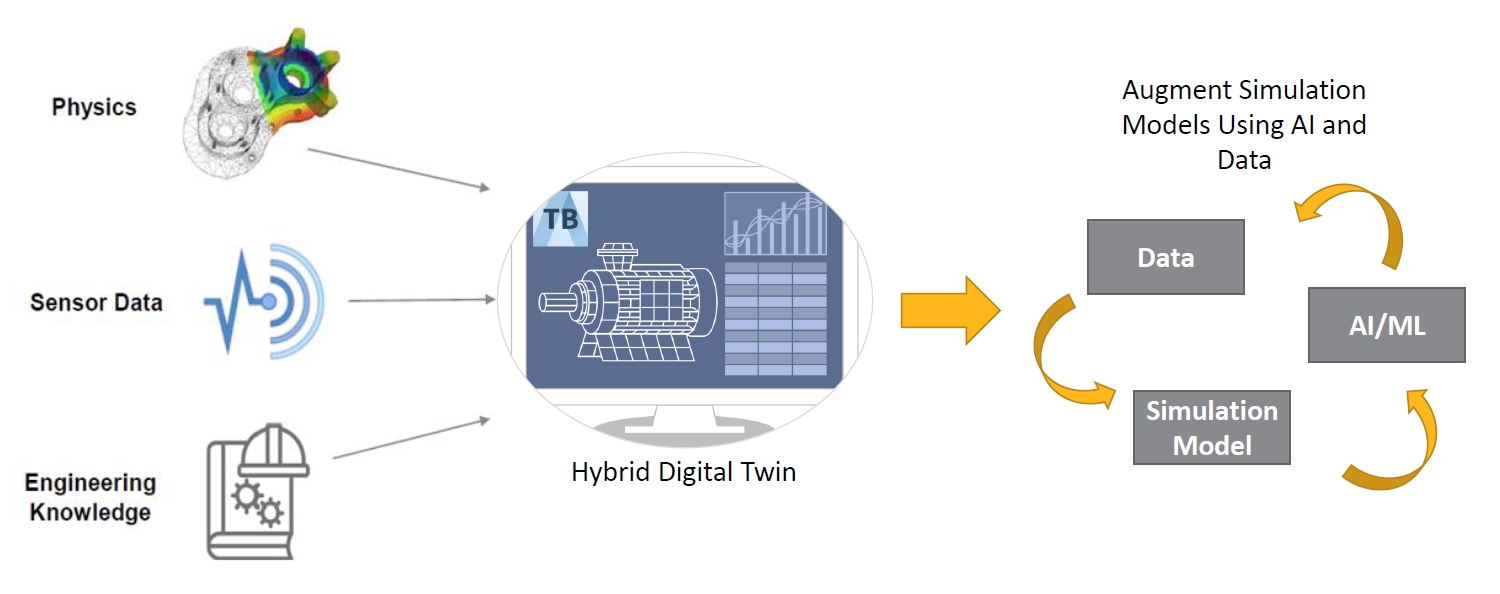 Physics
Sensor Data
Engineering
Knowledge
TB
Hybrid Digital Twin
Augment Simulation
Models Using AI and
Data
Data
AI/ML
Simulation
Model